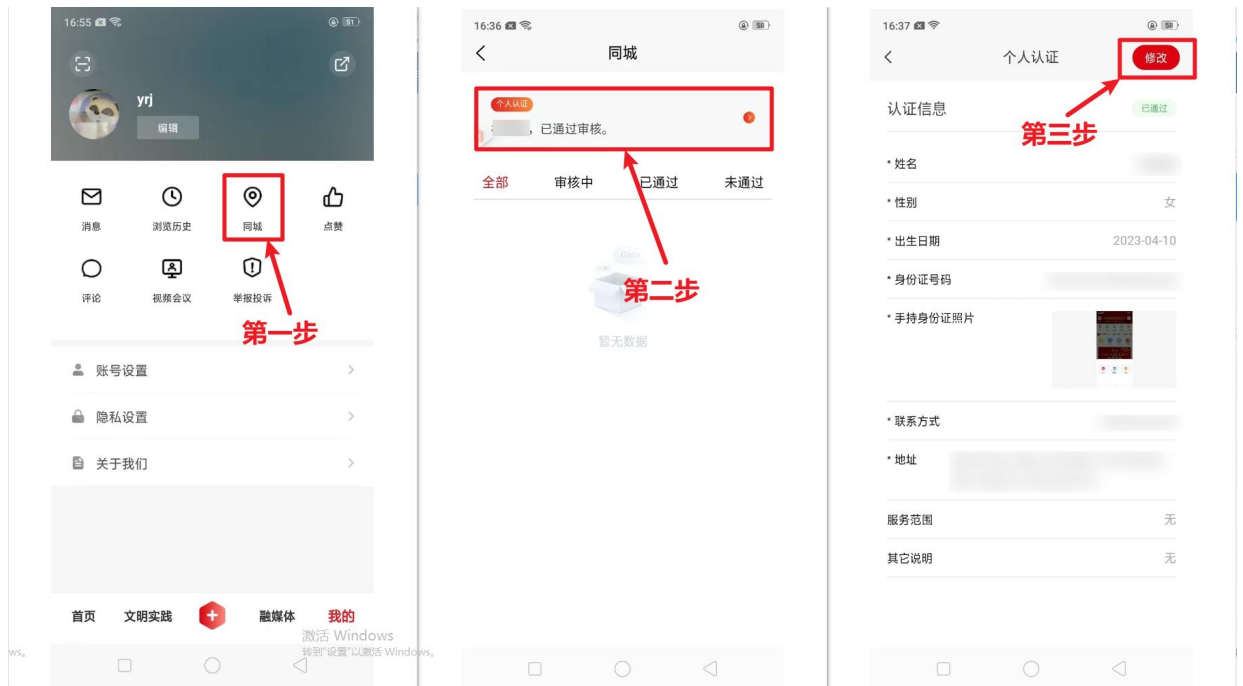 16:55
51
yrj
编辑
消息
浏览历史
同城
点赞
评论
视频会议
举报投诉
第一步
账号设置
隐私设置
关于我们
首页 文明实践 融媒体 我的
激活 Windows
转到"设置"以激活 Windows。
ws。
16:36
58
同城
个人认证
，已通过审核。
全部 审核中 已通过 未通过
Data
第二步
暂无数据
16:37
58
个人认证
修改
认证信息
已通过
第三步
* 姓名
* 性别 女
* 出生日期 2023-04-10
* 身份证号码
* 手持身份证照片
* 联系方式
* 地址
服务范围 无
其它说明 无